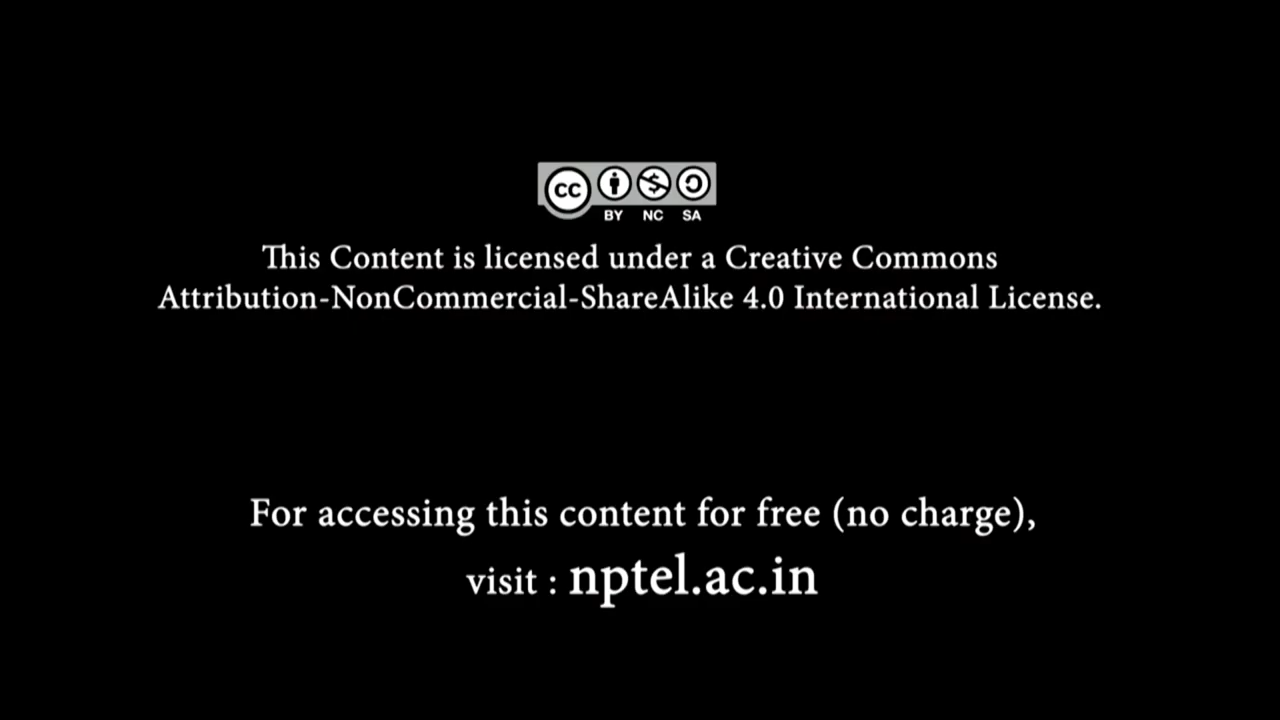 cc
BY NC SA
This Content is licensed under a Creative Commons
Attribution-NonCommercial-ShareAlike 4.0 International License.
For accessing this content for free (no charge),
visit : nptel.ac.in